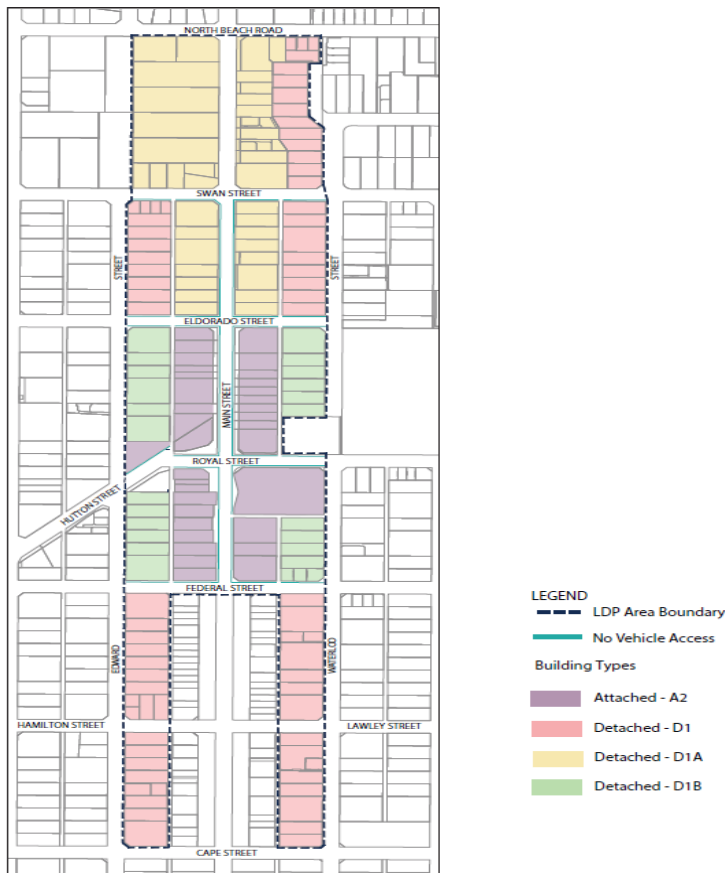 NORTH BEACH ROAD
SWAN STREET
STREET
STREET
ELDORADO STREET
MAIN STREET
ROYAL STREET
HUTTON STREET
FEDERAL STREET
EDWARD
WATERLOO
HAMILTON STREET
LAWLEY STREET
CAPE STREET
LEGEND
LDP Area Boundary
No Vehicle Access
Building Types
Attached - A2
Detached - D1
Detached - D1A
Detached - D1B